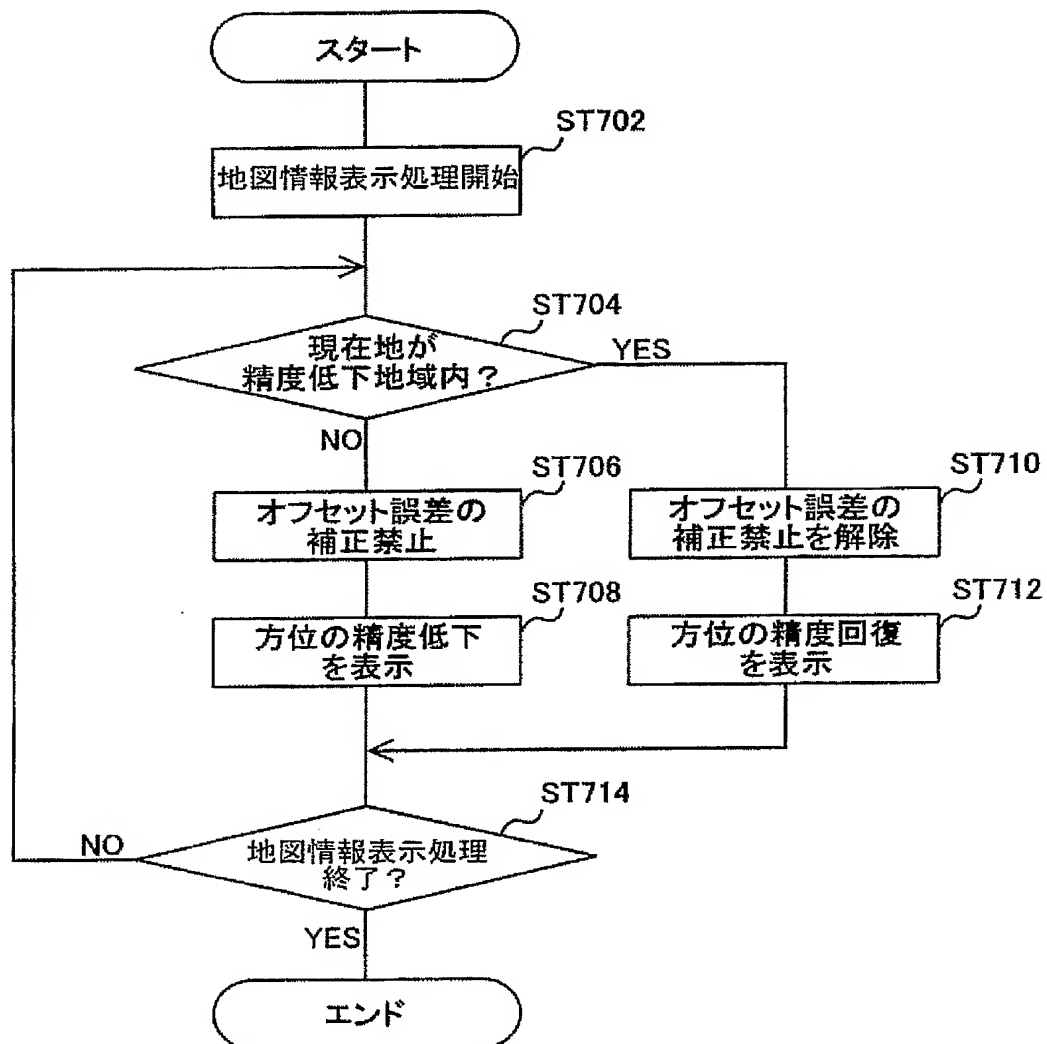 スタート
ST702
地図情報表示処理開始
ST704
現在地が
精度低下地域内？
YES
NO
ST706
オフセット誤差の
補正禁止
ST710
オフセット誤差の
補正禁止を解除
ST708
方位の精度低下
を表示
ST712
方位の精度回復
を表示
ST714
地図情報表示処理
終了？
NO
YES
エンド